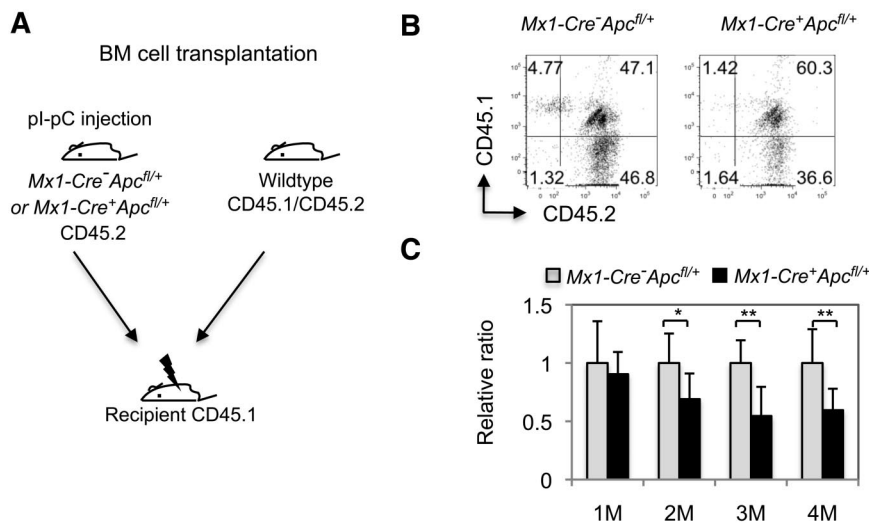 A
BM cell transplantation
pI-pC injection
Mx1-Cre⁻Apcfl/+
or Mx1-Cre⁺Apcfl/+
CD45.2
Wildtype
CD45.1/CD45.2
Recipient CD45.1
B
Mx1-Cre⁻Apcfl/+
Mx1-Cre⁺Apcfl/+
4.77
47.1
1.32
46.8
1.42
60.3
1.64
36.6
CD45.1
CD45.2
C
Mx1-Cre⁻Apcfl/+
Mx1-Cre⁺Apcfl/+
Relative ratio
1.5
1
0.5
0
*
**
**
1M
2M
3M
4M